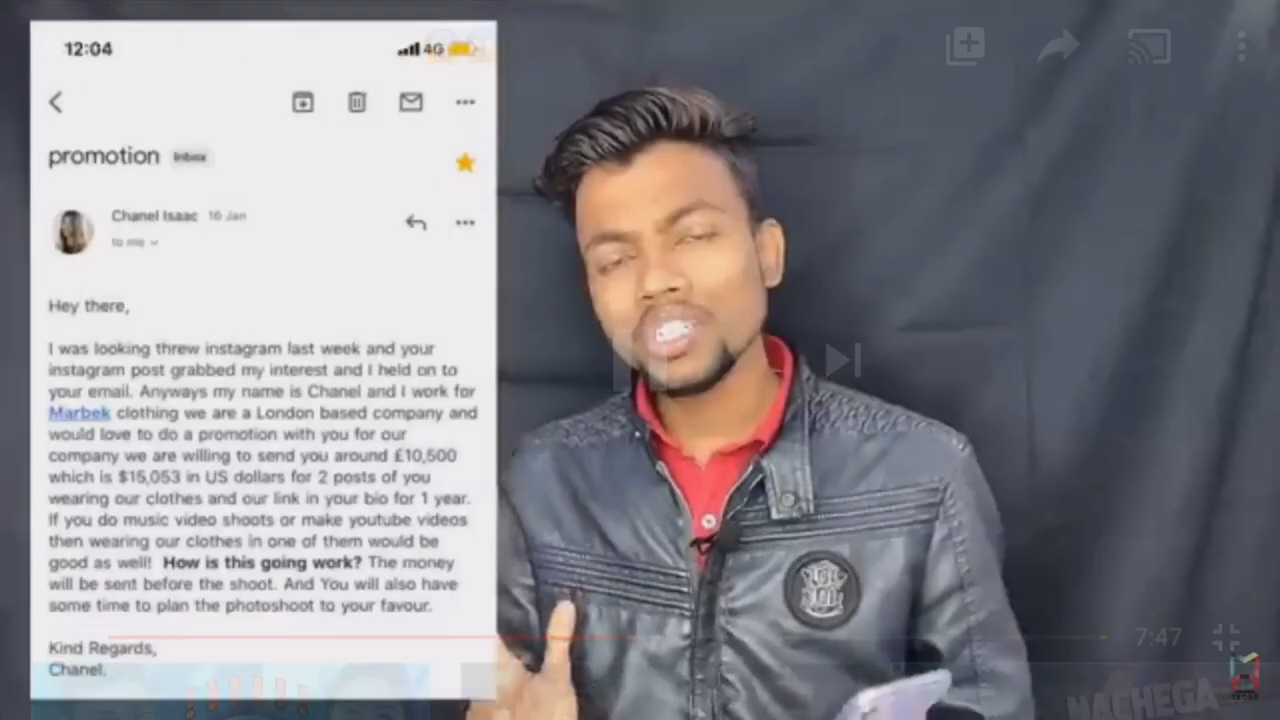 12:04
4G
promotion Inbox
Chanel Isaac 16 Jan
to me
Hey there,
I was looking threw instagram last week and your
instagram post grabbed my interest and I held on to
your email. Anyways my name is Chanel and I work for
Marbek clothing we are a London based company and
would love to do a promotion with you for our
company we are willing to send you around £10,500
which is $15,053 in US dollars for 2 posts of you
wearing our clothes and our link in your bio for 1 year.
If you do music video shoots or make youtube videos
then wearing our clothes in one of them would be
good as well! How is this going work? The money
will be sent before the shoot. And You will also have
some time to plan the photoshoot to your favour.
Kind Regards,
Chanel.
7:47
NACHEGA